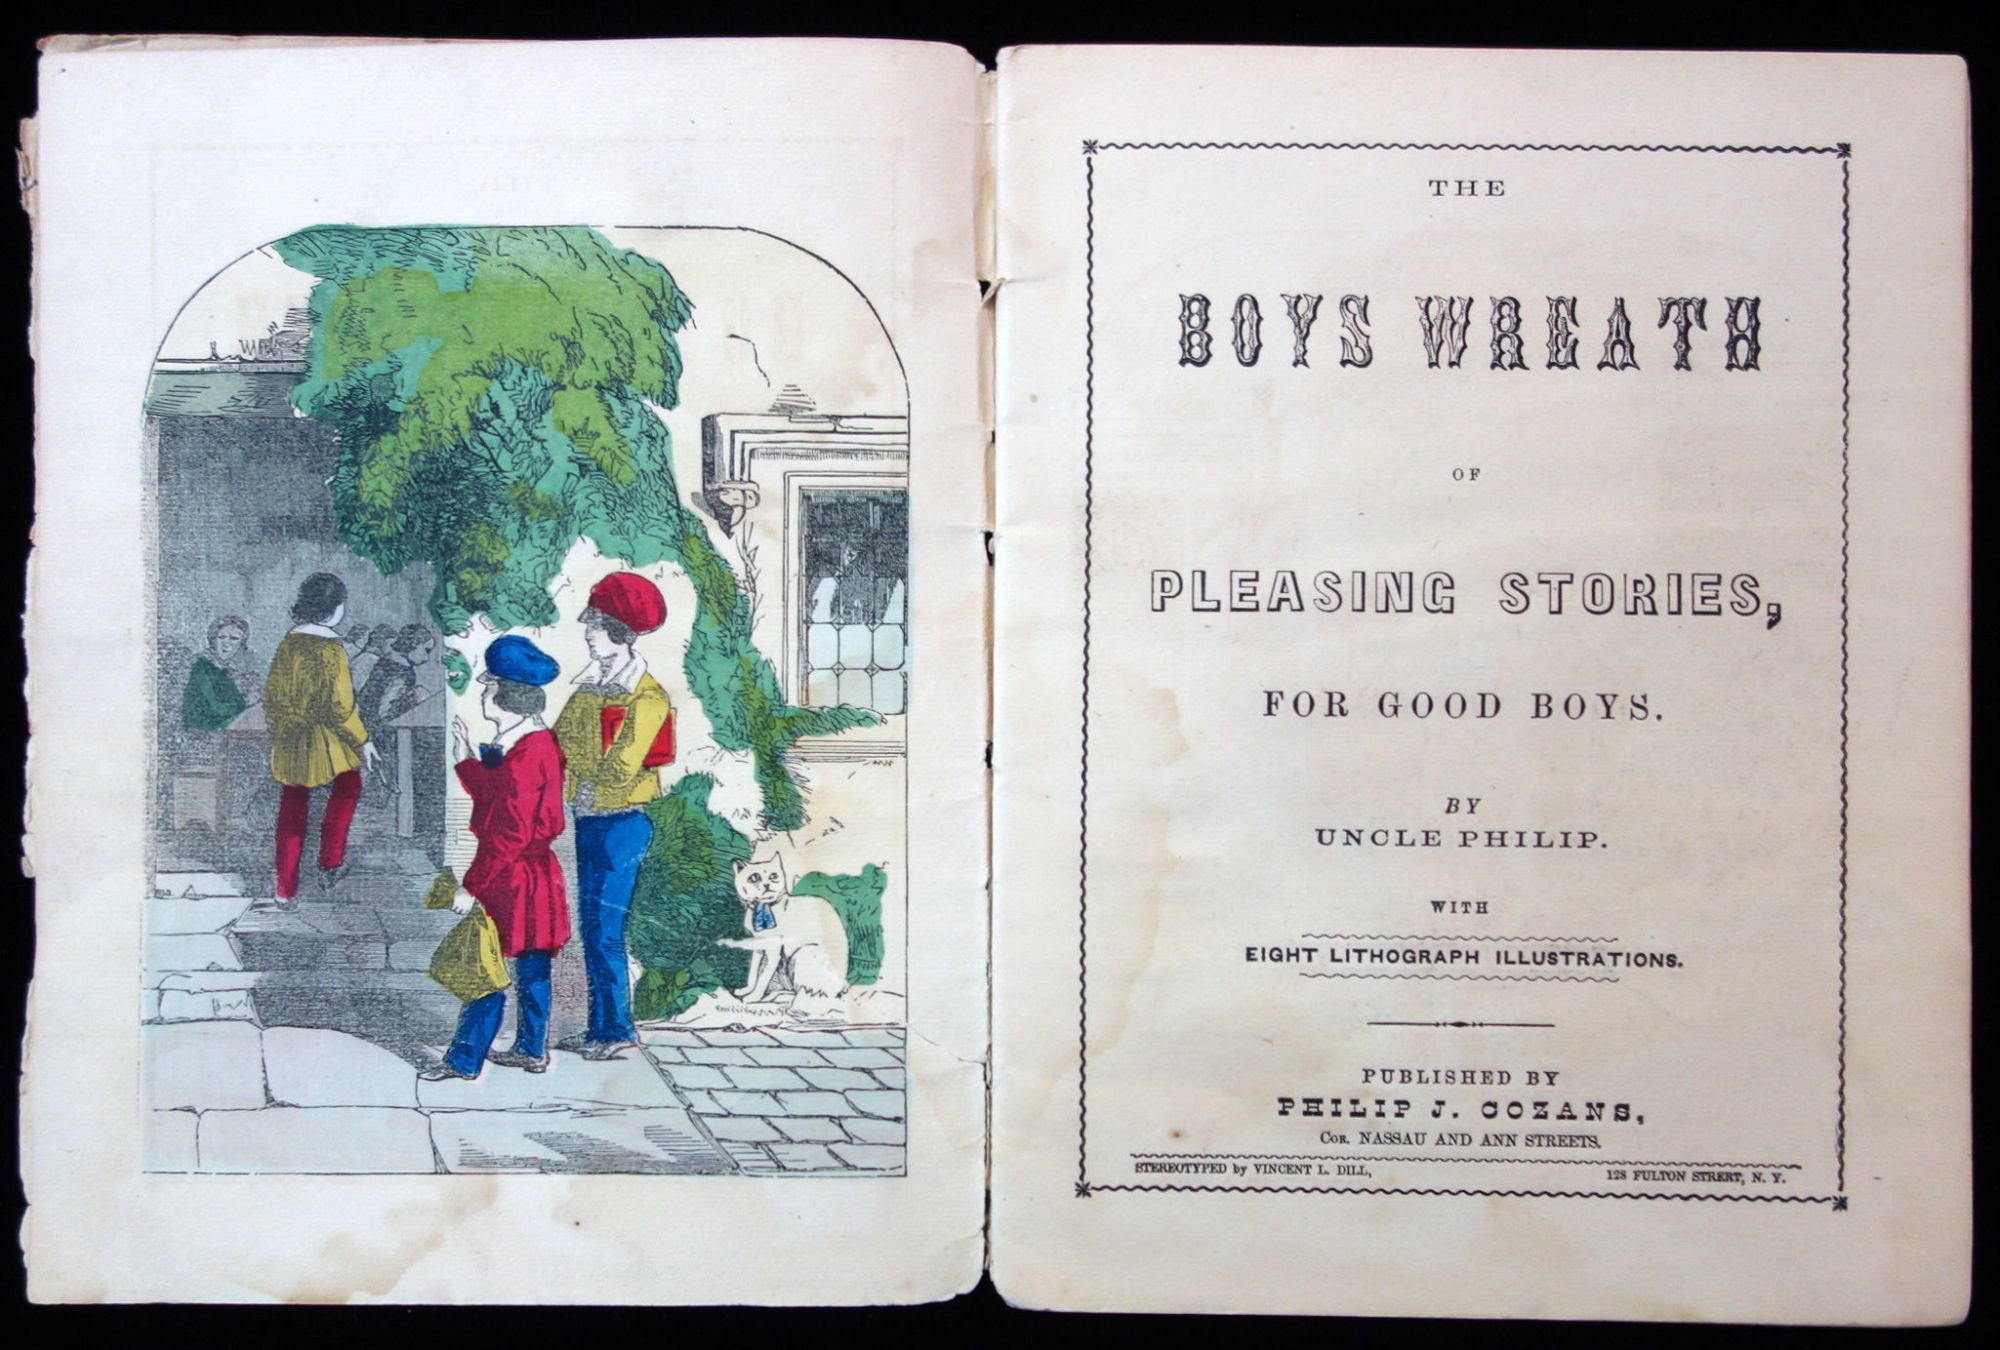 THE
BOYS WREATH
OF
PLEASING STORIES,
FOR GOOD BOYS.
BY
UNCLE PHILIP.
WITH
EIGHT LITHOGRAPH ILLUSTRATIONS.
PUBLISHED BY
PHILIP J. COZANS,
COR. NASSAU AND ANN STREETS.
STEREOTYPED by VINCENT L. DILL, 128 FULTON STREET, N. Y.